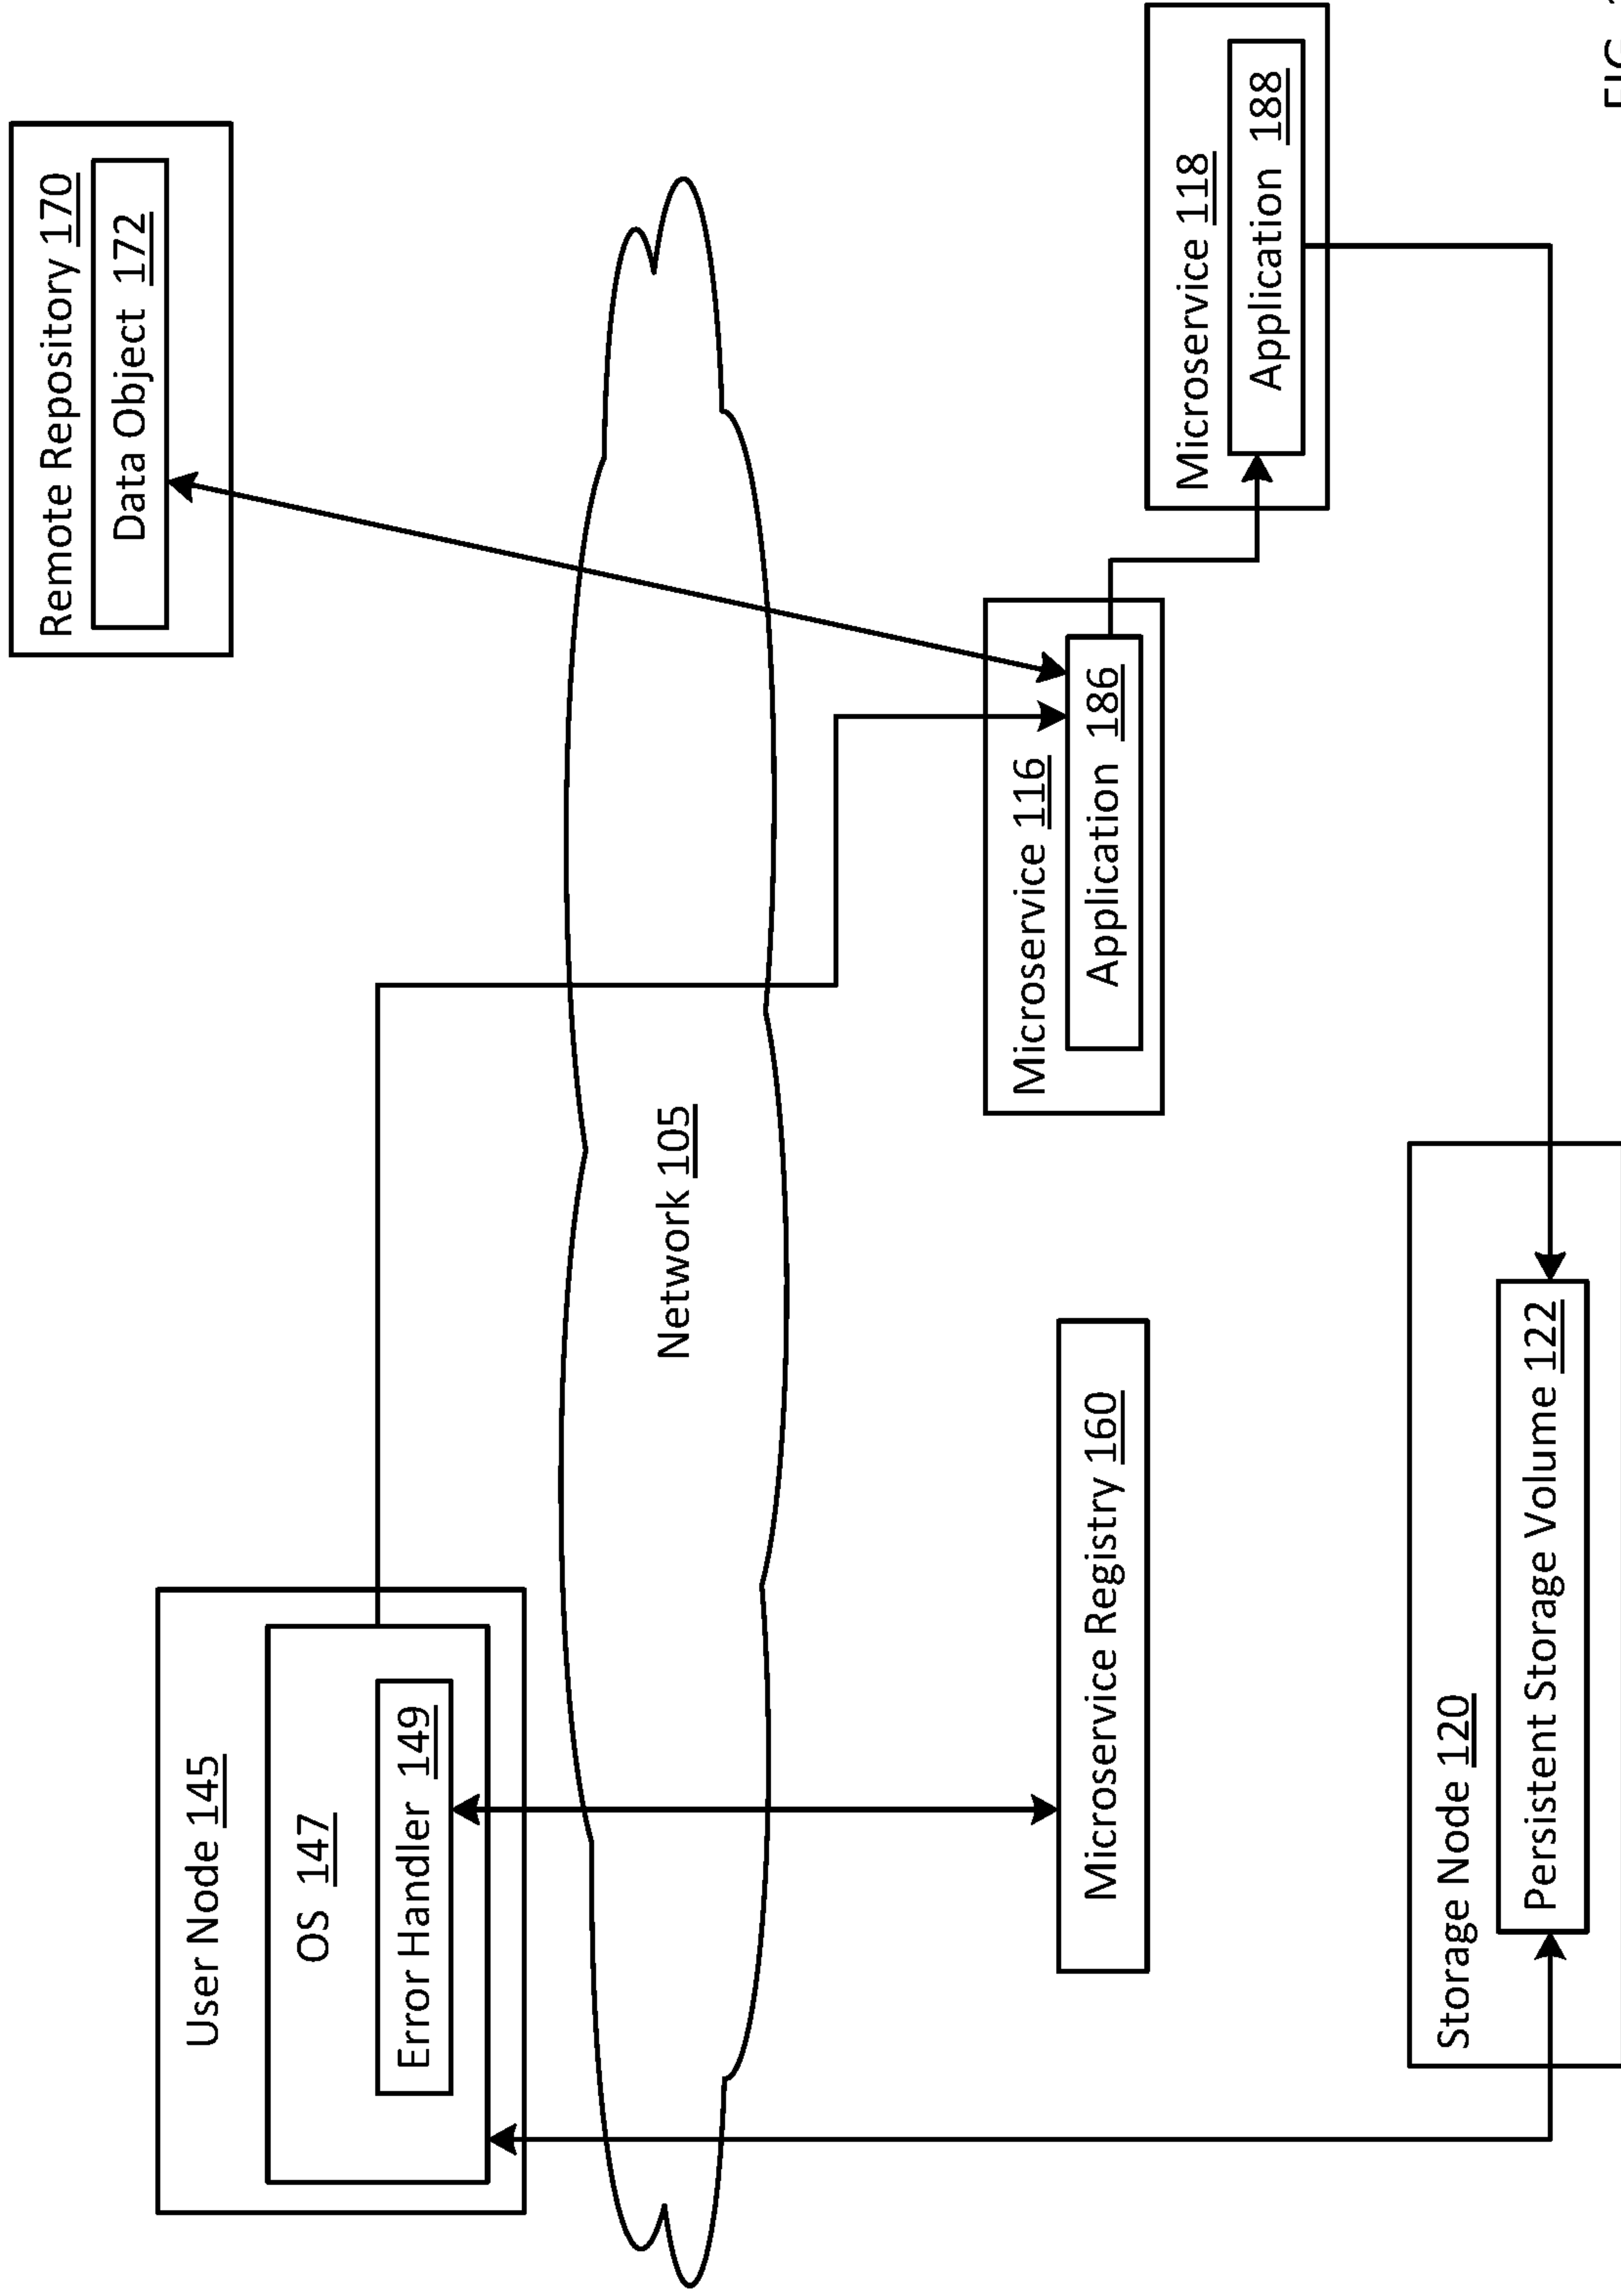 User Node 145
OS 147
Error Handler 149
Remote Repository 170
Data Object 172
Network 105
Microservice Registry 160
Microservice 116
Application 186
Microservice 118
Application 188
Storage Node 120
Persistent Storage Volume 122
FIG.